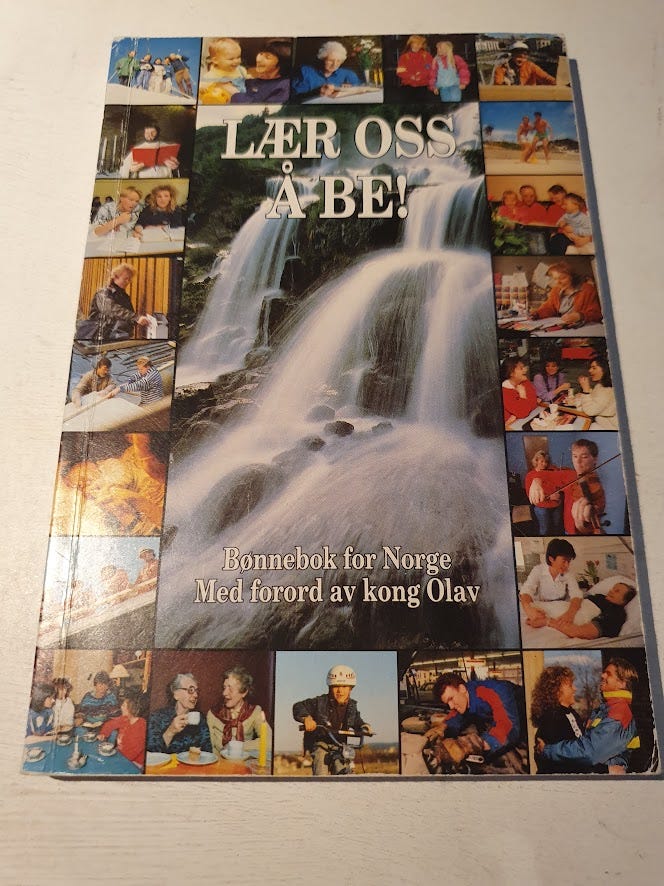 LÆR OSS
Å BE!
Bønnebok for Norge
Med forord av kong Olav